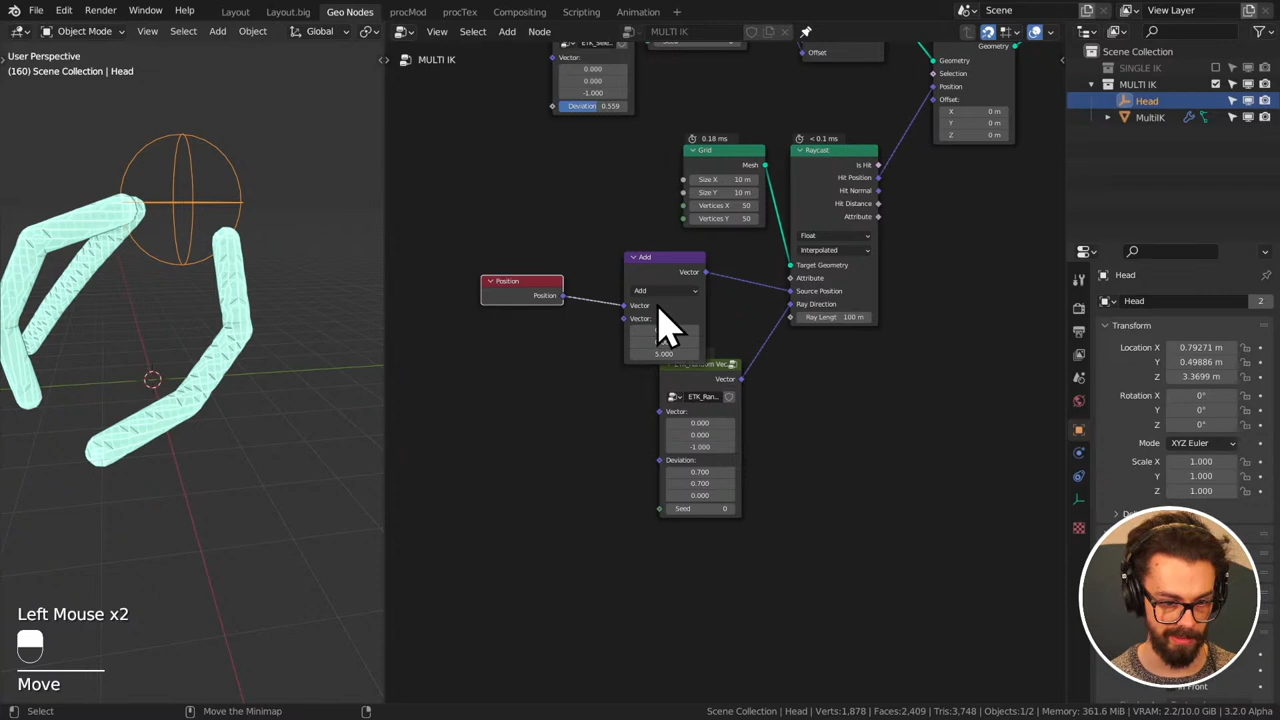 File Edit Render Window Help Layout Layout.big Geo Nodes procMod procTex Compositing Scripting Animation + Scene View Layer
Object Mode View Select Add Object Global View Select Add Node MULTI IK
User Perspective
(160) Scene Collection | Head
MULTI IK
Vector:
0.000
0.000
-1.000
Deviation 0.559
Offset
Geometry
Geometry
Selection
Position
Offset:
X 0 m
Y 0 m
Z 0 m
0.18 ms
Grid
Mesh
Size X 10 m
Size Y 10 m
Vertices X 50
Vertices Y 50
< 0.1 ms
Raycast
Is Hit
Hit Position
Hit Normal
Hit Distance
Attribute
Float
Interpolated
Target Geometry
Attribute
Source Position
Ray Direction
Ray Lengt 100 m
Position
Position
Add
Vector
Add
Vector
Vector:
5.000
Vector
ETK_Ran...
Vector:
0.000
0.000
-1.000
Deviation:
0.700
0.700
0.000
Seed 0
Scene Collection
SINGLE IK
MULTI IK
Head
MultiIK
Head
Head 2
Transform
Location X 0.79271 m
Y 0.49886 m
Z 3.3699 m
Rotation X 0°
Y 0°
Z 0°
Mode XYZ Euler
Scale X 1.000
Y 1.000
Z 1.000
Left Mouse x2
Move
Select Move the Minimap Scene Collection | Head | Verts:1,878 | Faces:2,409 | Tris:3,748 | Objects:1/2 | Memory: 361.6 MiB | VRAM: 2.2/10.0 GiB | 3.2.0 Alpha